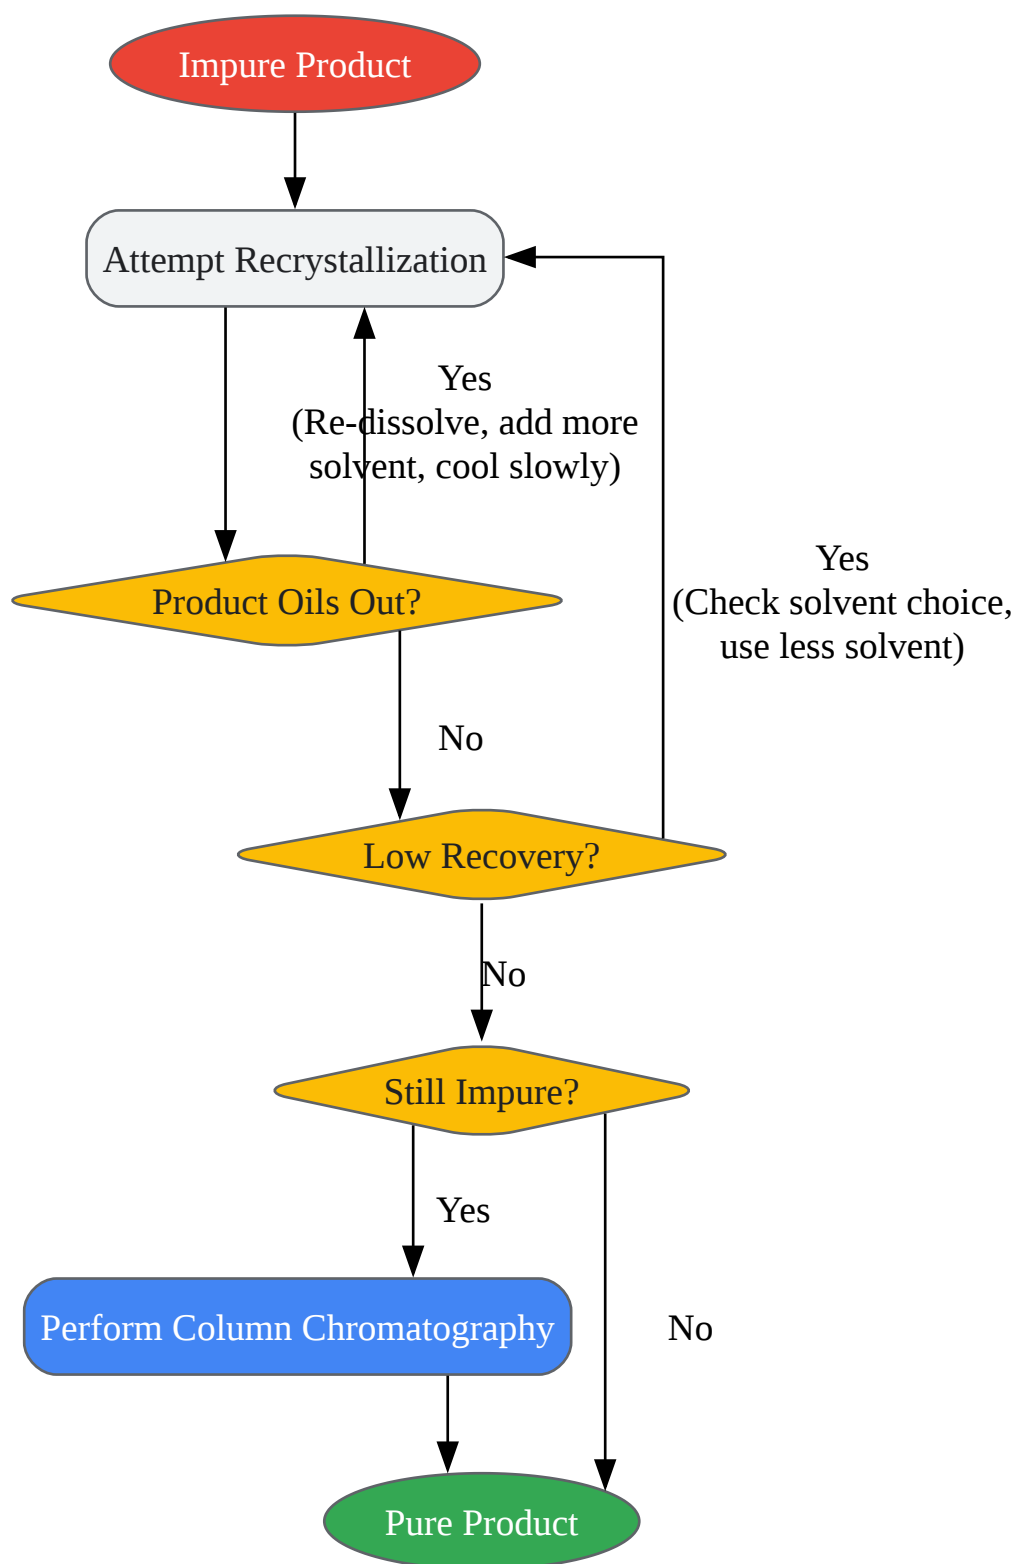 Impure Product
Attempt Recrystallization
Yes
(Re-dissolve, add more
solvent, cool slowly)
Yes
(Check solvent choice,
use less solvent)
Product Oils Out?
No
Low Recovery?
No
Still Impure?
Yes
Perform Column Chromatography
No
Pure Product